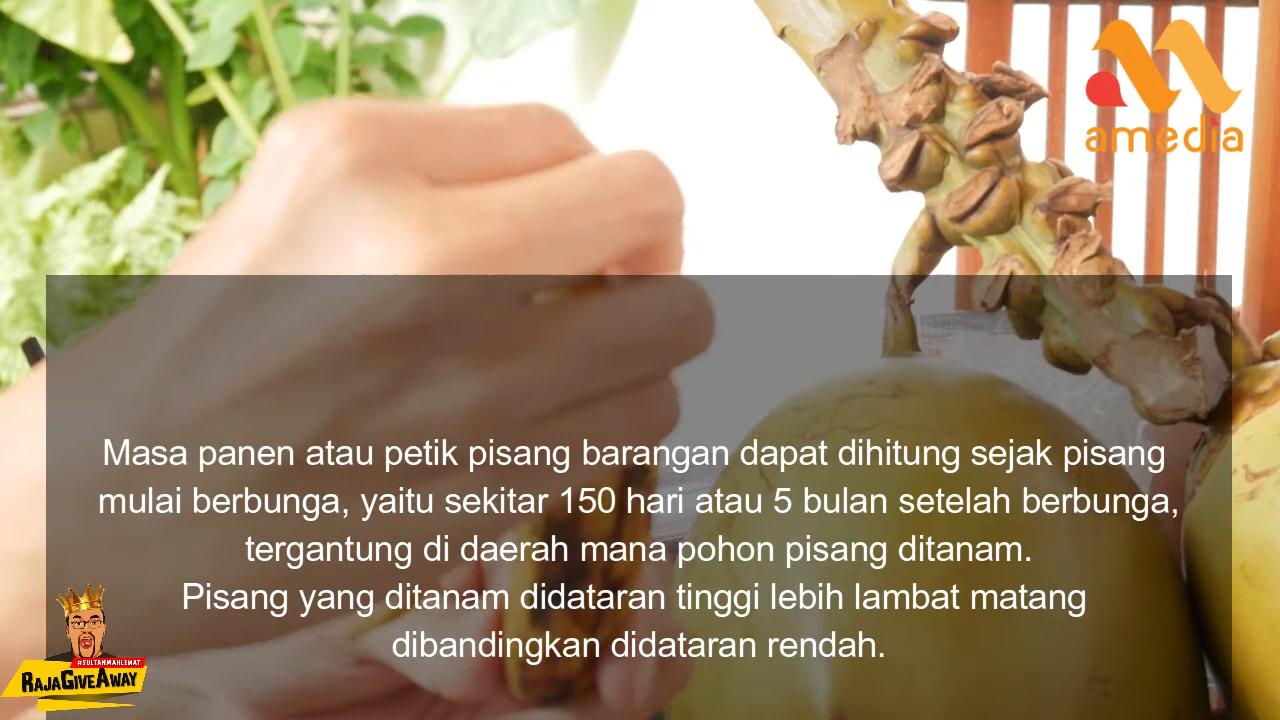 amedia
Masa panen atau petik pisang barangan dapat dihitung sejak pisang
mulai berbunga, yaitu sekitar 150 hari atau 5 bulan setelah berbunga,
tergantung di daerah mana pohon pisang ditanam.
Pisang yang ditanam didataran tinggi lebih lambat matang
dibandingkan didataran rendah.
#SULTANMAHLEWAT
RAJAGIVEAWAY